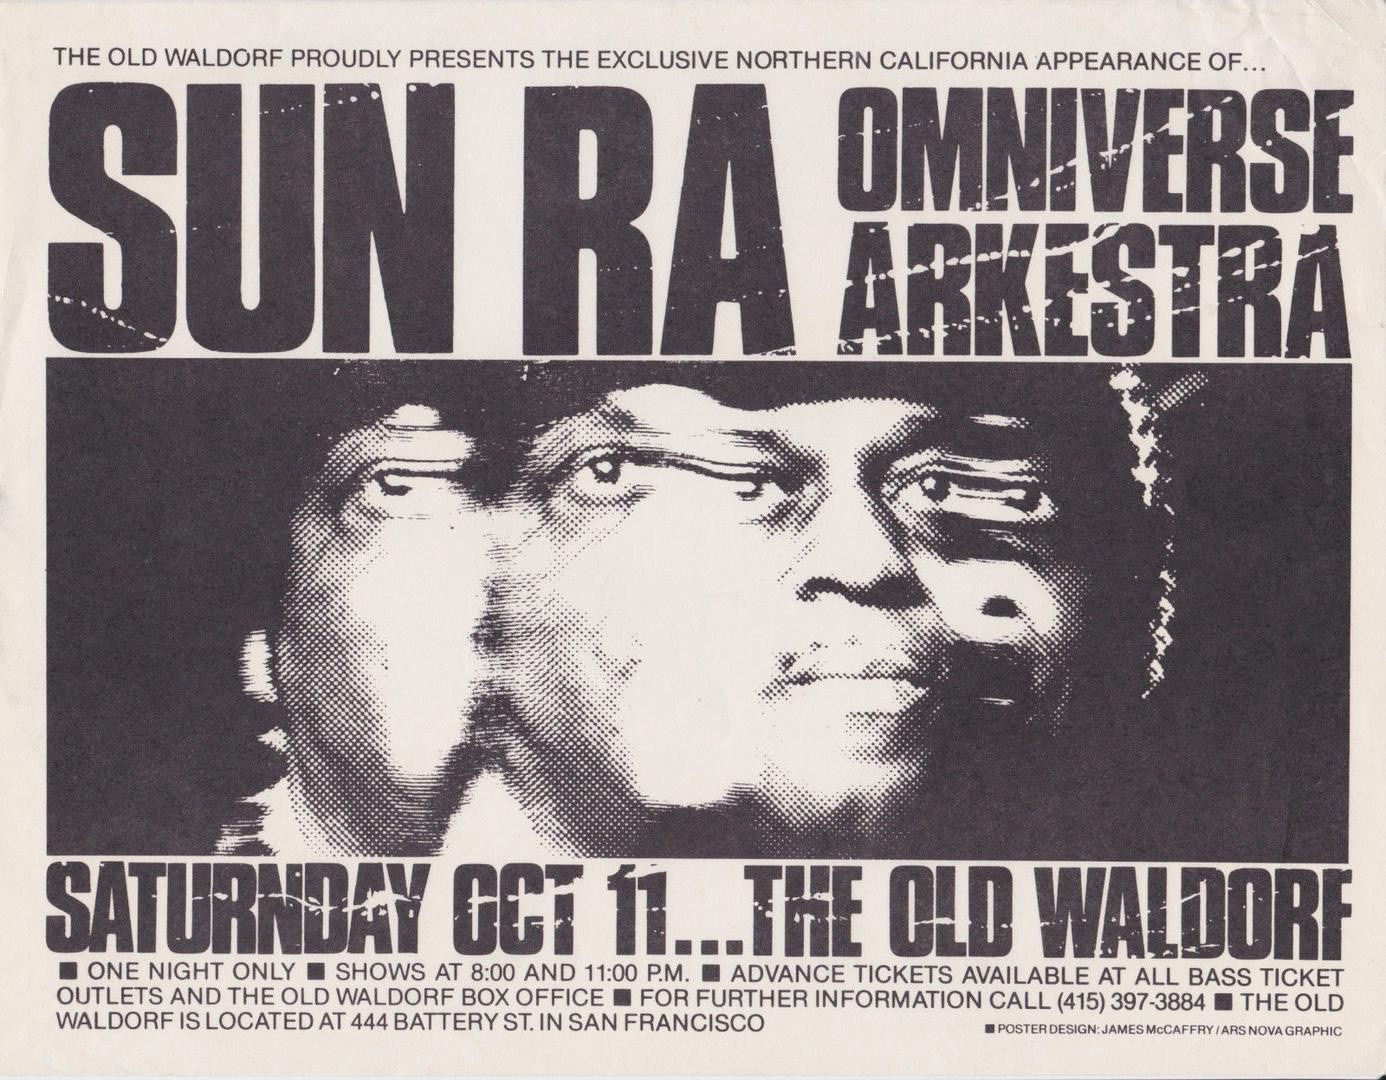 THE OLD WALDORF PROUDLY PRESENTS THE EXCLUSIVE NORTHERN CALIFORNIA APPEARANCE OF...
SUN RA
OMNIVERSE
ARKESTRA
SATURNDAY OCT 11...THE OLD WALDORF
■ ONE NIGHT ONLY ■ SHOWS AT 8:00 AND 11:00 P.M. ■ ADVANCE TICKETS AVAILABLE AT ALL BASS TICKET
OUTLETS AND THE OLD WALDORF BOX OFFICE ■ FOR FURTHER INFORMATION CALL (415) 397-3884 ■ THE OLD
WALDORF IS LOCATED AT 444 BATTERY ST. IN SAN FRANCISCO
■ POSTER DESIGN: JAMES McCAFFRY / ARS NOVA GRAPHIC